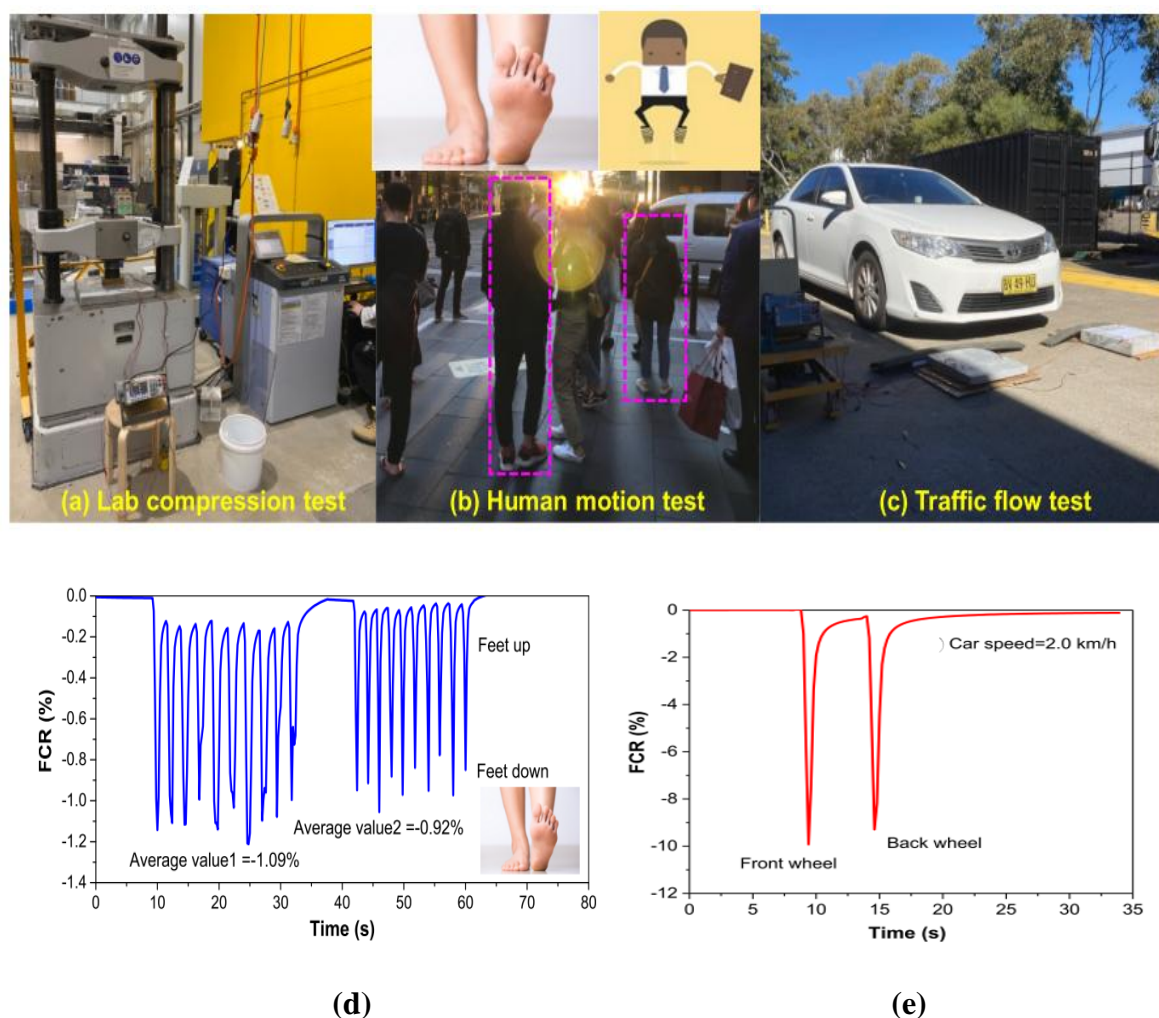 (a) Lab compression test
(b) Human motion test
(c) Traffic flow test
BV 49 HU
0.0
-0.2
-0.4
-0.6
-0.8
-1.0
-1.2
-1.4
FCR (%)
Feet up
Feet down
Average value2 =-0.92%
Average value1 =-1.09%
0 10 20 30 40 50 60 70 80
Time (s)
(d)
0
-2
-4
-6
-8
-10
-12
FCR (%)
Car speed=2.0 km/h
Back wheel
Front wheel
0 5 10 15 20 25 30 35
Time (s)
(e)